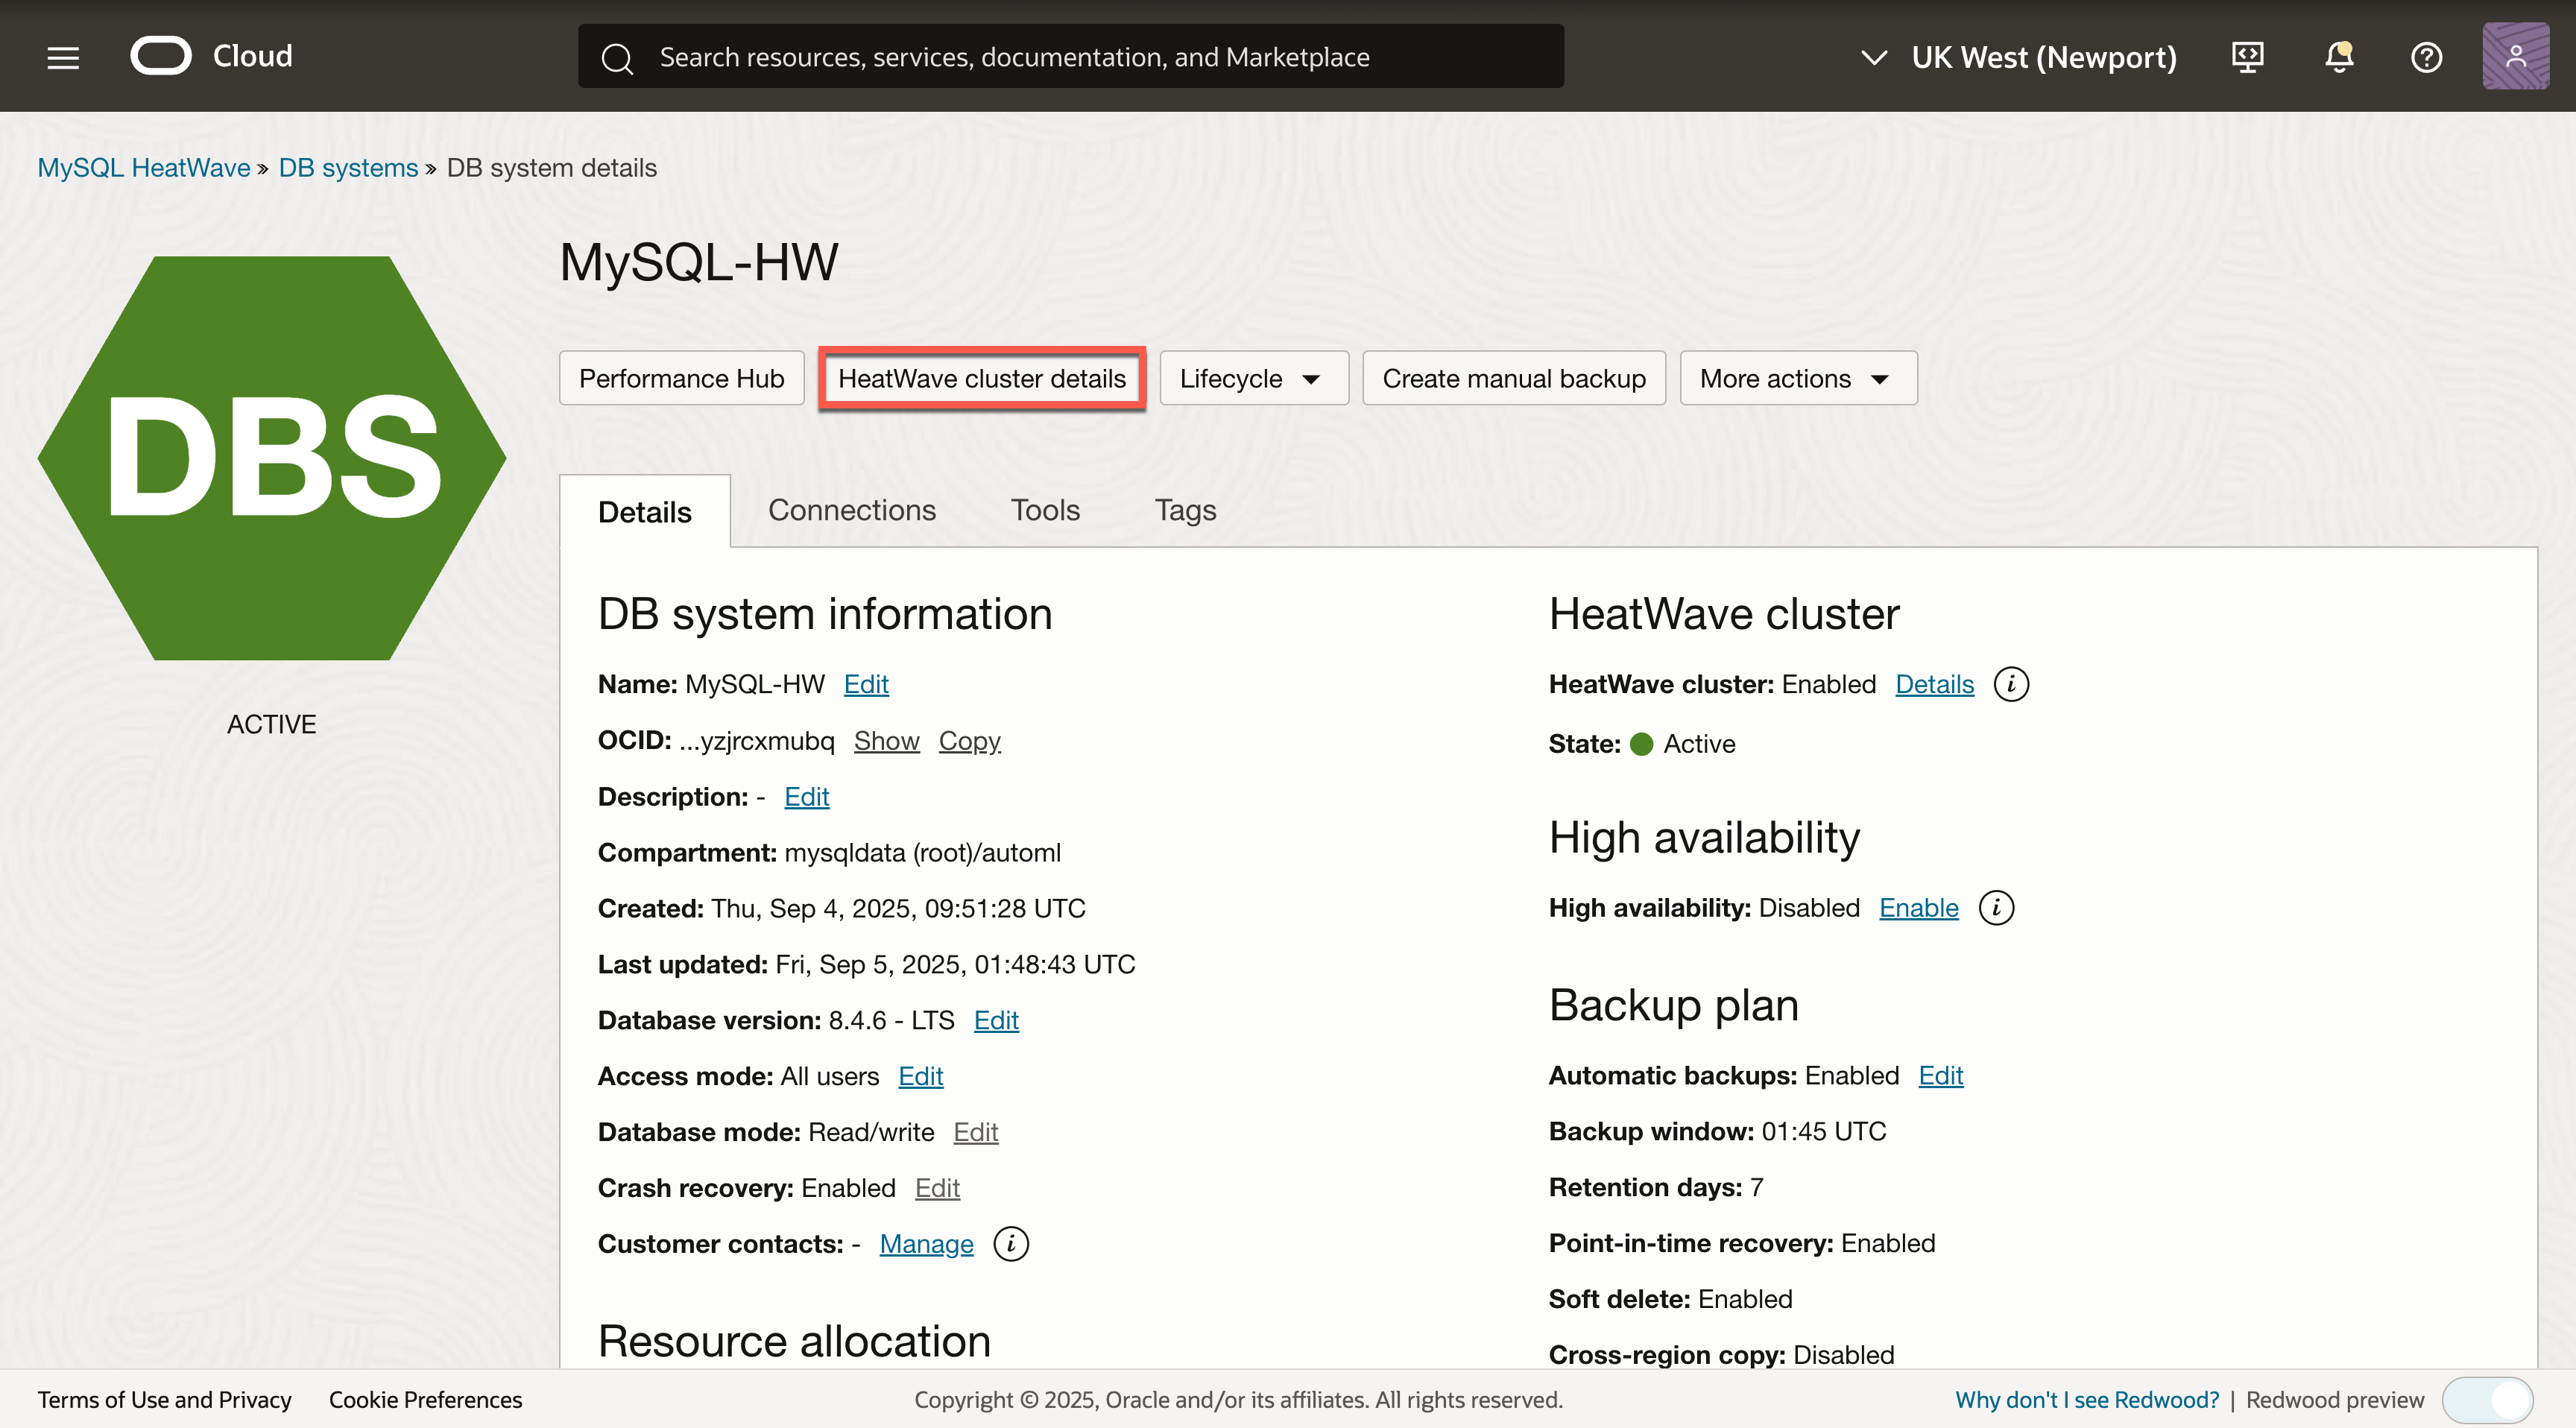 Cloud
Search resources, services, documentation, and Marketplace
UK West (Newport)
MySQL HeatWave » DB systems » DB system details
DBS
ACTIVE
MySQL-HW
Performance Hub
HeatWave cluster details
Lifecycle
Create manual backup
More actions
Details
Connections
Tools
Tags
DB system information
Name: MySQL-HW Edit
OCID: ...yzjrcxmubq Show Copy
Description: - Edit
Compartment: mysqldata (root)/automl
Created: Thu, Sep 4, 2025, 09:51:28 UTC
Last updated: Fri, Sep 5, 2025, 01:48:43 UTC
Database version: 8.4.6 - LTS Edit
Access mode: All users Edit
Database mode: Read/write Edit
Crash recovery: Enabled Edit
Customer contacts: - Manage
Resource allocation
HeatWave cluster
HeatWave cluster: Enabled Details
State: Active
High availability
High availability: Disabled Enable
Backup plan
Automatic backups: Enabled Edit
Backup window: 01:45 UTC
Retention days: 7
Point-in-time recovery: Enabled
Soft delete: Enabled
Cross-region copy: Disabled
Terms of Use and Privacy
Cookie Preferences
Copyright © 2025, Oracle and/or its affiliates. All rights reserved.
Why don't I see Redwood? | Redwood preview